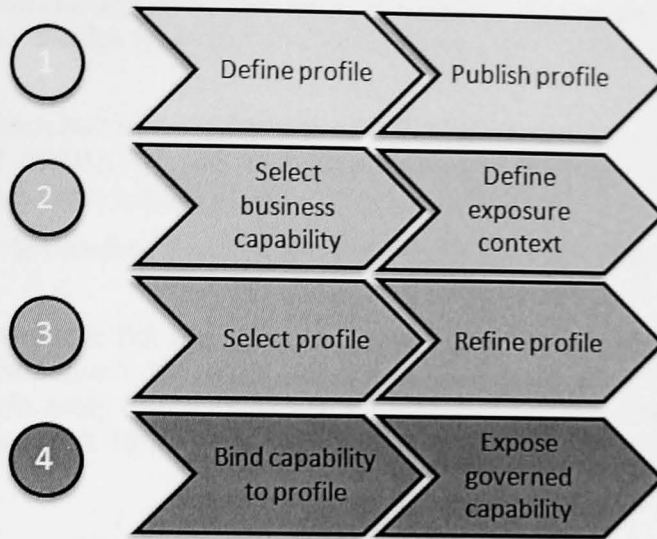 1
Define profile
Publish profile
2
Select
business
capability
Define
exposure
context
3
Select profile
Refine profile
4
Bind capability
to profile
Expose
governed
capability